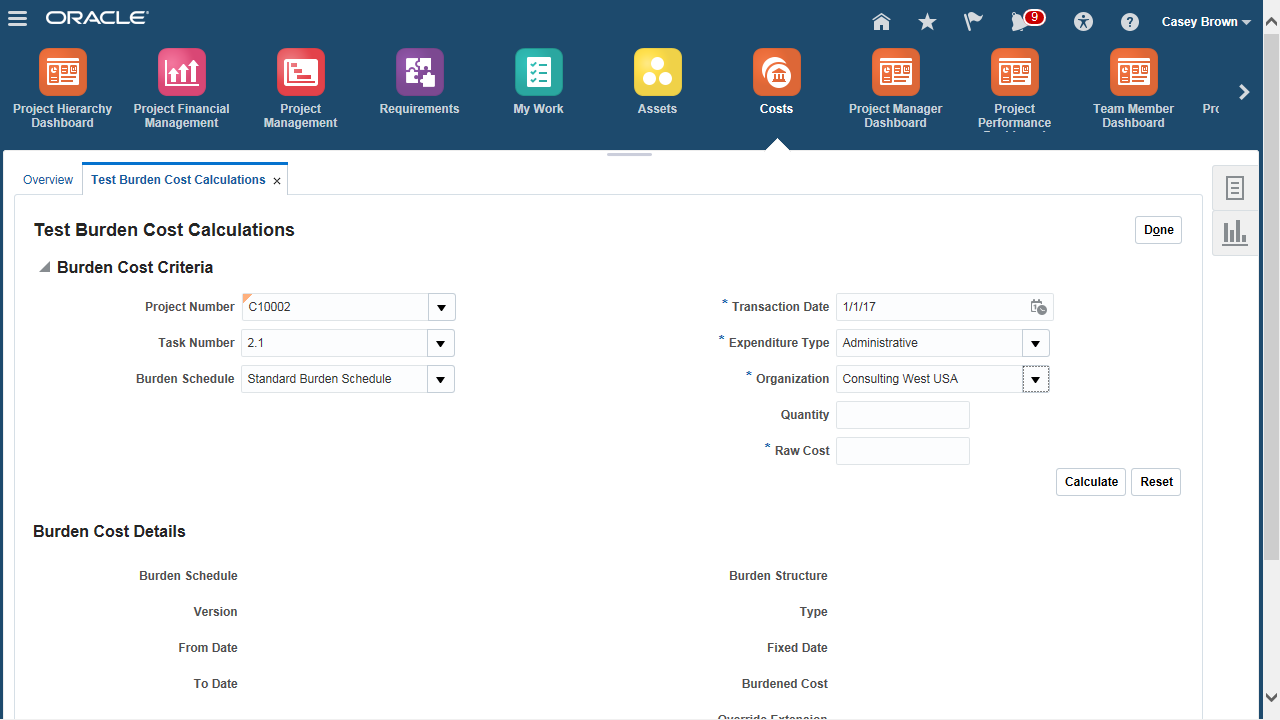 ORACLE
9
Casey Brown
Project Hierarchy Dashboard
Project Financial Management
Project Management
Requirements
My Work
Assets
Costs
Project Manager Dashboard
Project Performance
Team Member Dashboard
Overview
Test Burden Cost Calculations ×
Test Burden Cost Calculations
Done
Burden Cost Criteria
Project Number C10002
* Transaction Date 1/1/17
Task Number 2.1
* Expenditure Type Administrative
Burden Schedule Standard Burden Schedule
* Organization Consulting West USA
Quantity
* Raw Cost
Calculate Reset
Burden Cost Details
Burden Schedule
Burden Structure
Version
Type
From Date
Fixed Date
To Date
Burdened Cost
Override Extension